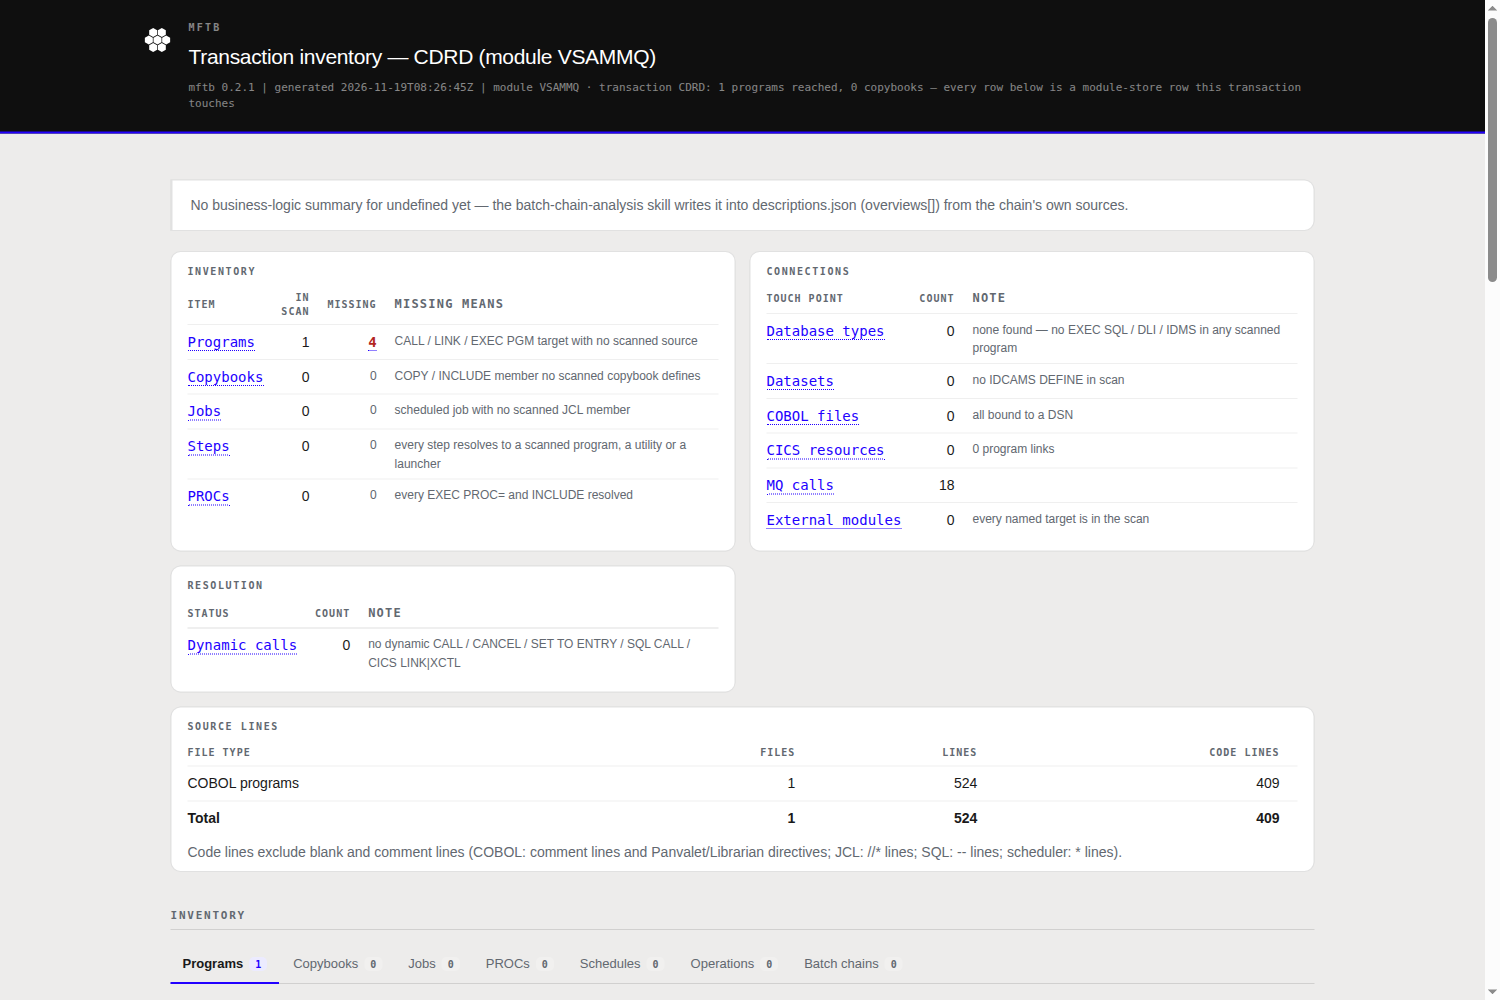 MFTB
Transaction inventory — CDRD (module VSAMMQ)
mftb 0.2.1 | generated 2026-11-19T08:26:45Z | module VSAMMQ · transaction CDRD: 1 programs reached, 0 copybooks — every row below is a module-store row this transaction
touches
No business-logic summary for undefined yet — the batch-chain-analysis skill writes it into descriptions.json (overviews[]) from the chain's own sources.
INVENTORY
ITEM IN SCAN MISSING MISSING MEANS
Programs 1 4 CALL / LINK / EXEC PGM target with no scanned source
Copybooks 0 0 COPY / INCLUDE member no scanned copybook defines
Jobs 0 0 scheduled job with no scanned JCL member
Steps 0 0 every step resolves to a scanned program, a utility or a
launcher
PROCs 0 0 every EXEC PROC= and INCLUDE resolved
CONNECTIONS
TOUCH POINT COUNT NOTE
Database types 0 none found — no EXEC SQL / DLI / IDMS in any scanned
program
Datasets 0 no IDCAMS DEFINE in scan
COBOL files 0 all bound to a DSN
CICS resources 0 0 program links
MQ calls 18
External modules 0 every named target is in the scan
RESOLUTION
STATUS COUNT NOTE
Dynamic calls 0 no dynamic CALL / CANCEL / SET TO ENTRY / SQL CALL /
CICS LINK|XCTL
SOURCE LINES
FILE TYPE FILES LINES CODE LINES
COBOL programs 1 524 409
Total 1 524 409
Code lines exclude blank and comment lines (COBOL: comment lines and Panvalet/Librarian directives; JCL: //* lines; SQL: -- lines; scheduler: * lines).
INVENTORY
Programs 1 Copybooks 0 Jobs 0 PROCs 0 Schedules 0 Operations 0 Batch chains 0